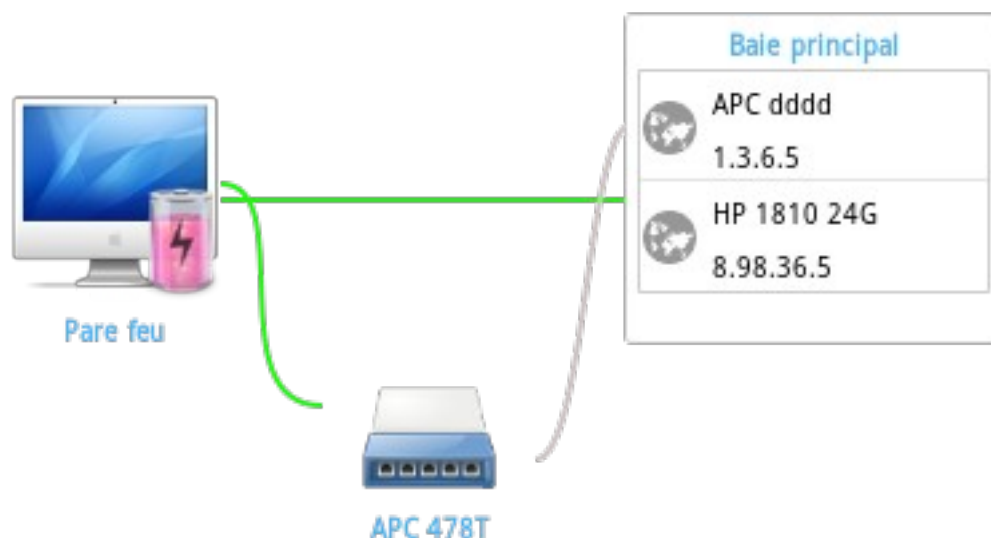 Baie principal
APC dddd
1.3.6.5
HP 1810 24G
8.98.36.5
Pare feu
APC 478T